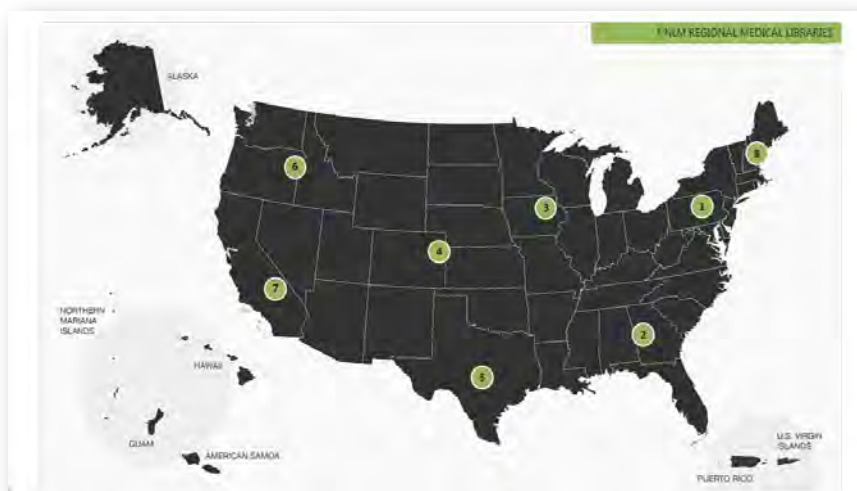 NLM REGIONAL MEDICAL LIBRARIES
ALASKA
8
6
1
3
4
7
NORTHERN
MARIANA
ISLANDS
2
HAWAII
5
GUAM
AMERICAN SAMOA
U.S. VIRGIN
ISLANDS
PUERTO RICO